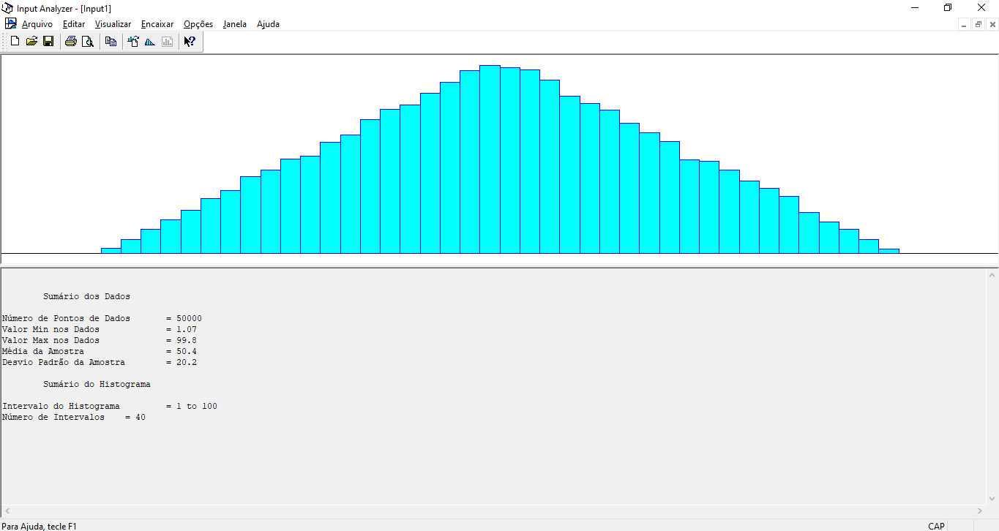 Input Analyzer - [Input1]
Arquivo Editar Visualizar Encaixar Opções Janela Ajuda
Sumário dos Dados
Número de Pontos de Dados = 50000
Valor Min nos Dados = 1.07
Valor Max nos Dados = 99.8
Média da Amostra = 50.4
Desvio Padrão da Amostra = 20.2
Sumário do Histograma
Intervalo do Histograma = 1 to 100
Número de Intervalos = 40
Para Ajuda, tecle F1 CAP